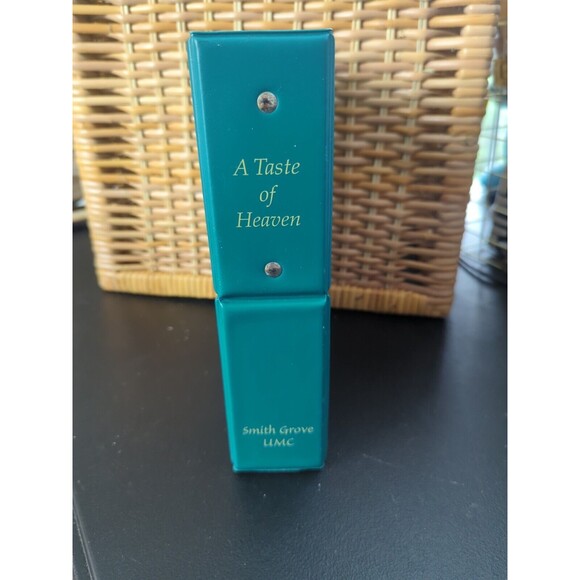 A Taste
of
Heaven
Smith Grove
UMC